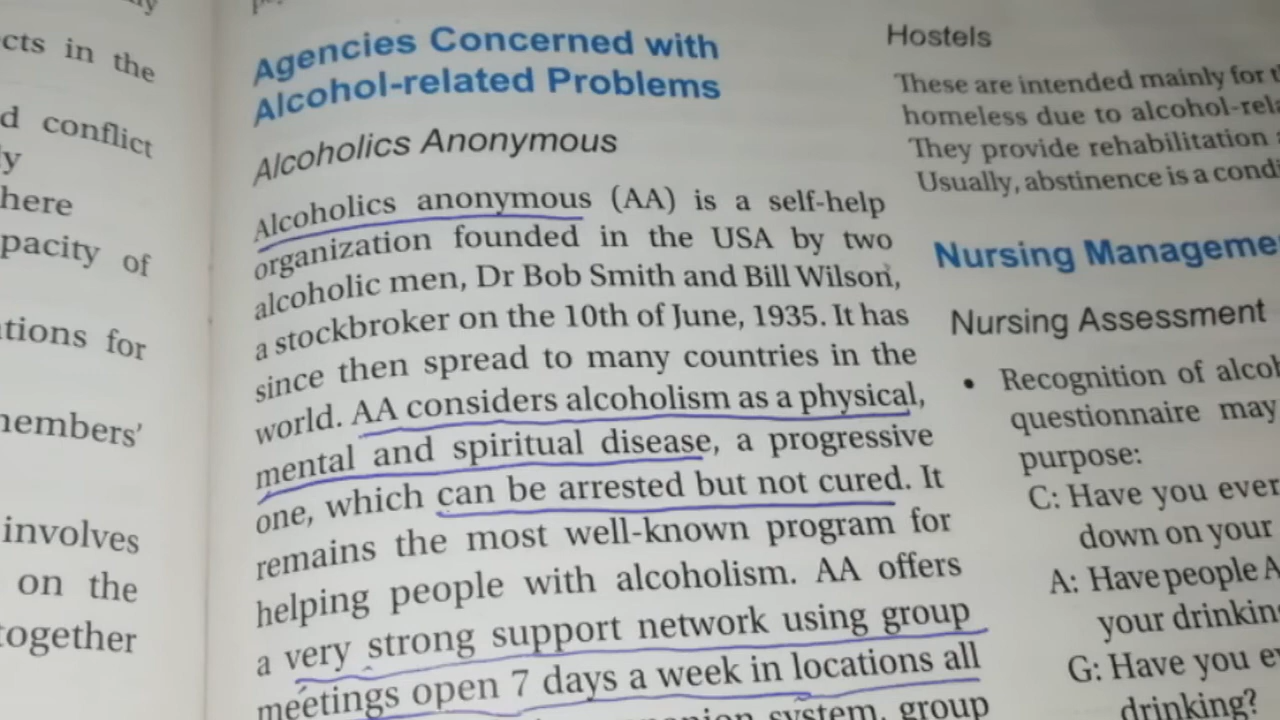 cts in the
d conflict
y
here
pacity of
tions for
members'
involves
on the
together
Agencies Concerned with
Alcohol-related Problems
Alcoholics Anonymous
Alcoholics anonymous (AA) is a self-help
organization founded in the USA by two
alcoholic men, Dr Bob Smith and Bill Wilson,
a stockbroker on the 10th of June, 1935. It has
since then spread to many countries in the
world. AA considers alcoholism as a physical,
mental and spiritual disease, a progressive
one, which can be arrested but not cured. It
remains the most well-known program for
helping people with alcoholism. AA offers
a very strong support network using group
meetings open 7 days a week in locations all
system, group
Hostels
These are intended mainly for
homeless due to alcohol-rel
They provide rehabilitation
Usually, abstinence is a condi
Nursing Manageme
Nursing Assessment
• Recognition of alcoh
questionnaire may
purpose:
C: Have you ever
down on your
A: Have people A
your drinkin
G: Have you ev
drinking?